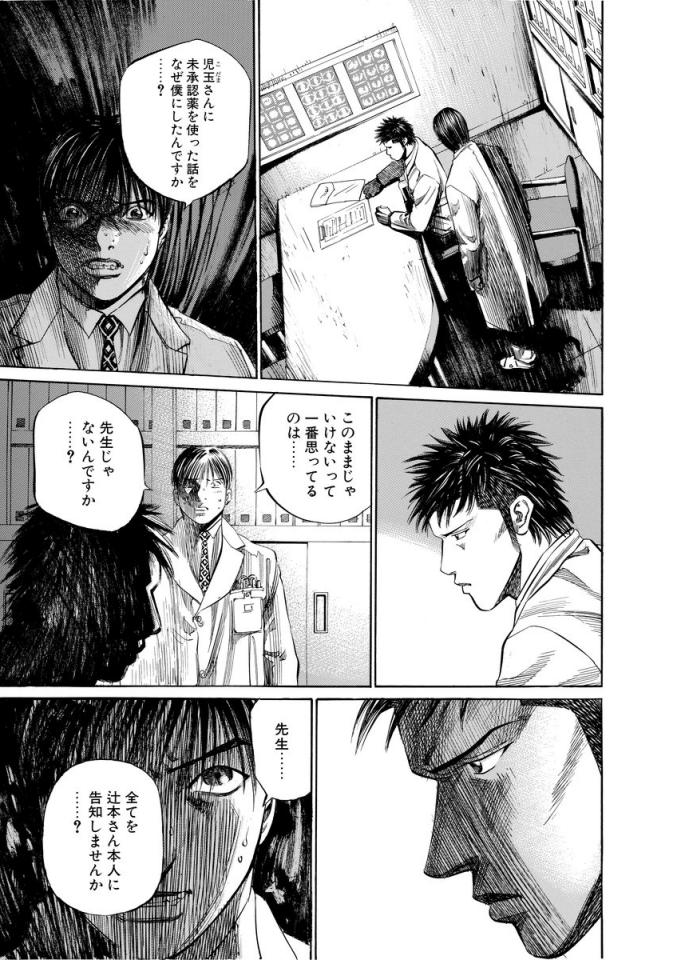 児玉さんに
こだま
未承認薬を使った話を
なぜ僕にしたんですか
……？
このままじゃ
いけないって
一番思ってる
のは……
先生じゃ
ないんですか
……？
先生……
全てを
辻本さん本人に
告知しませんか
……？